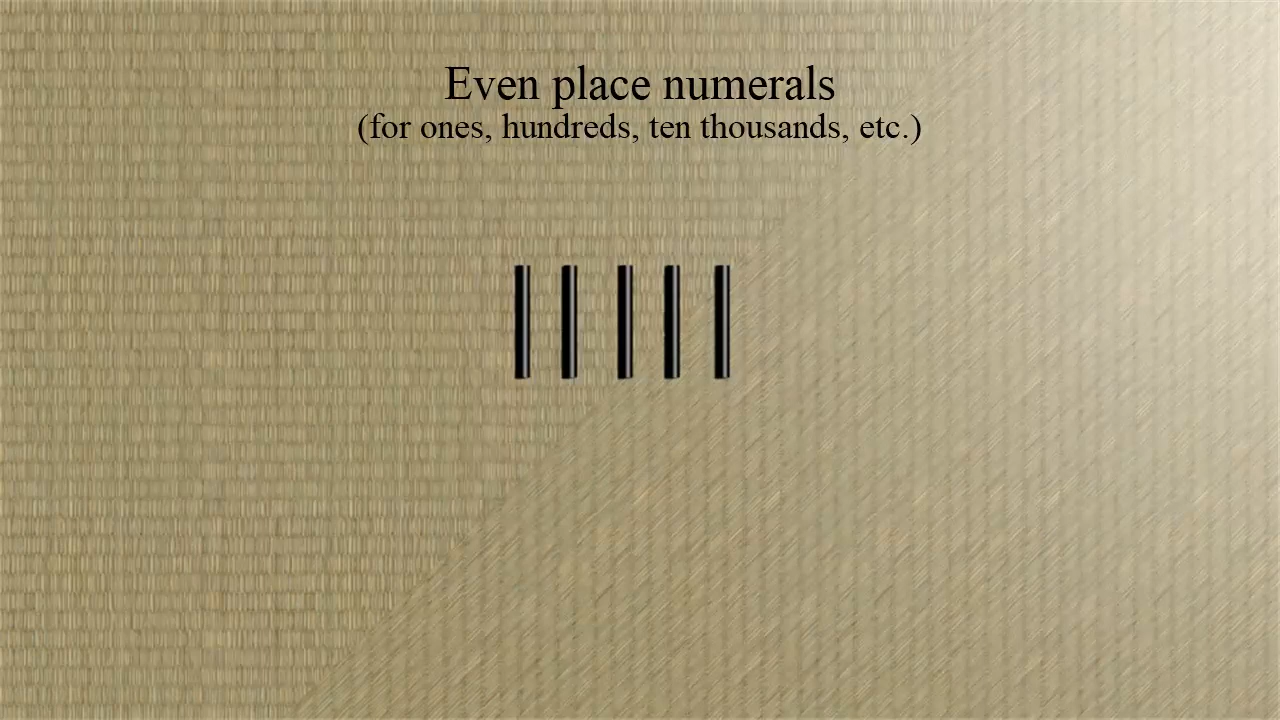 Even place numerals
(for ones, hundreds, ten thousands, etc.)